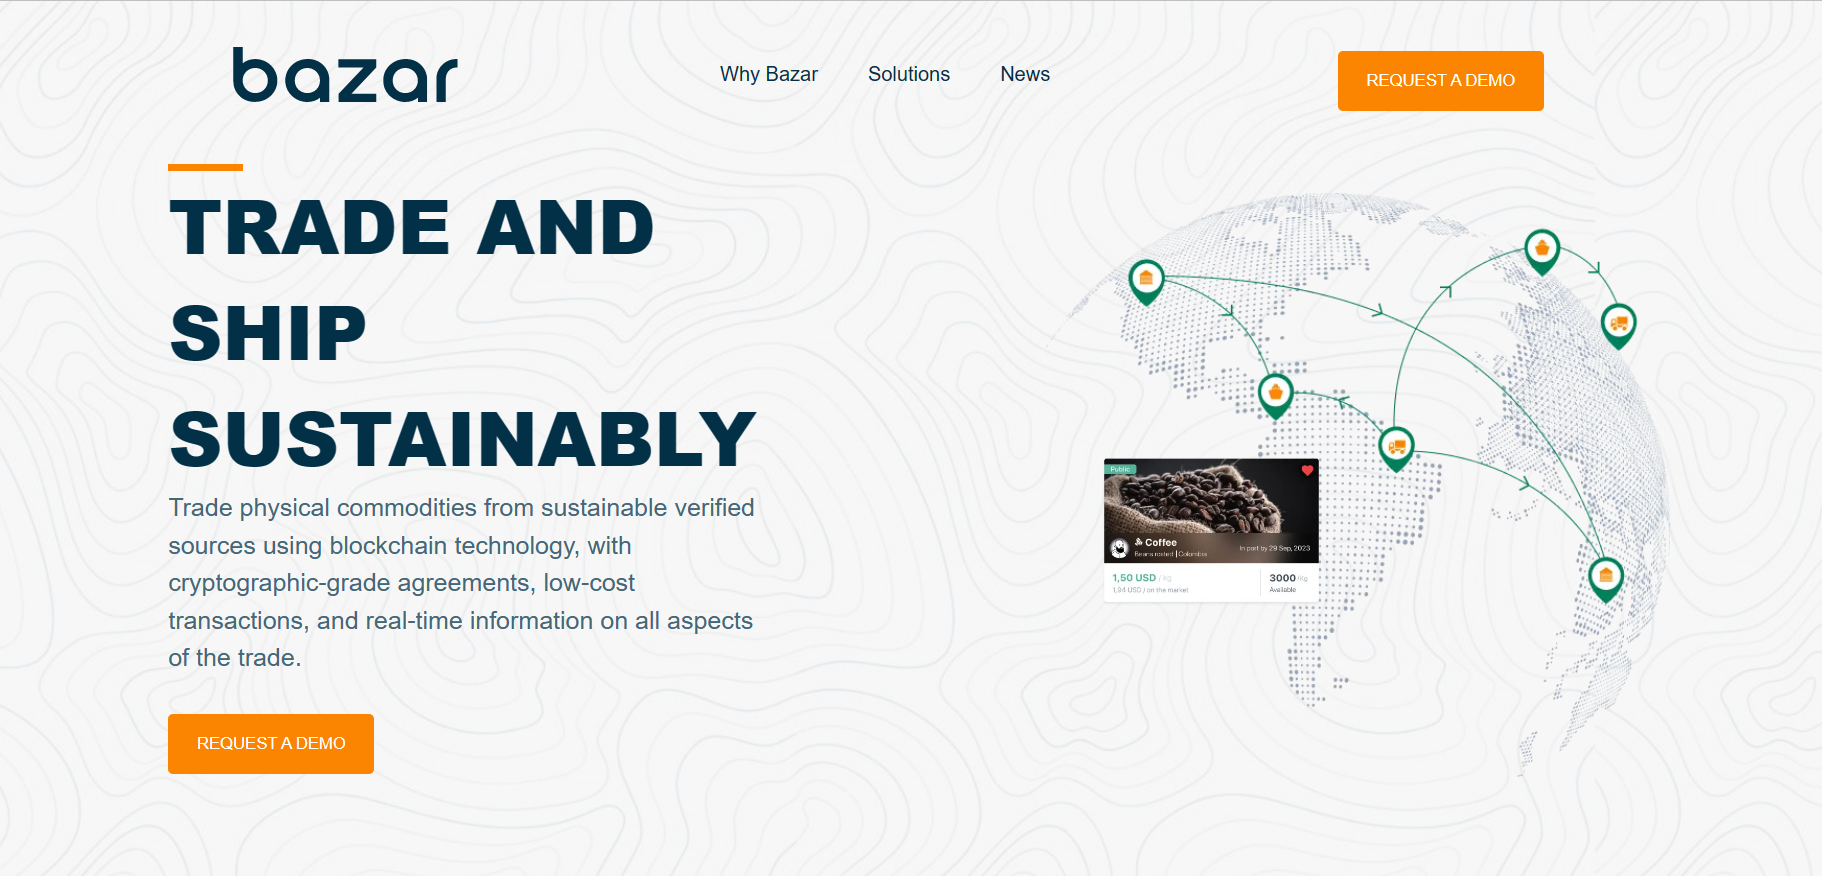 bazar
Why Bazar
Solutions
News
REQUEST A DEMO
TRADE AND
SHIP
SUSTAINABLY
Trade physical commodities from sustainable verified
sources using blockchain technology, with
cryptographic-grade agreements, low-cost
transactions, and real-time information on all aspects
of the trade.
REQUEST A DEMO
Public
Coffee
Beans rosted | Colombia
In port by 29 Sep, 2023
1,50 USD / kg
1,94 USD / on the market
3000 /Kg
Available